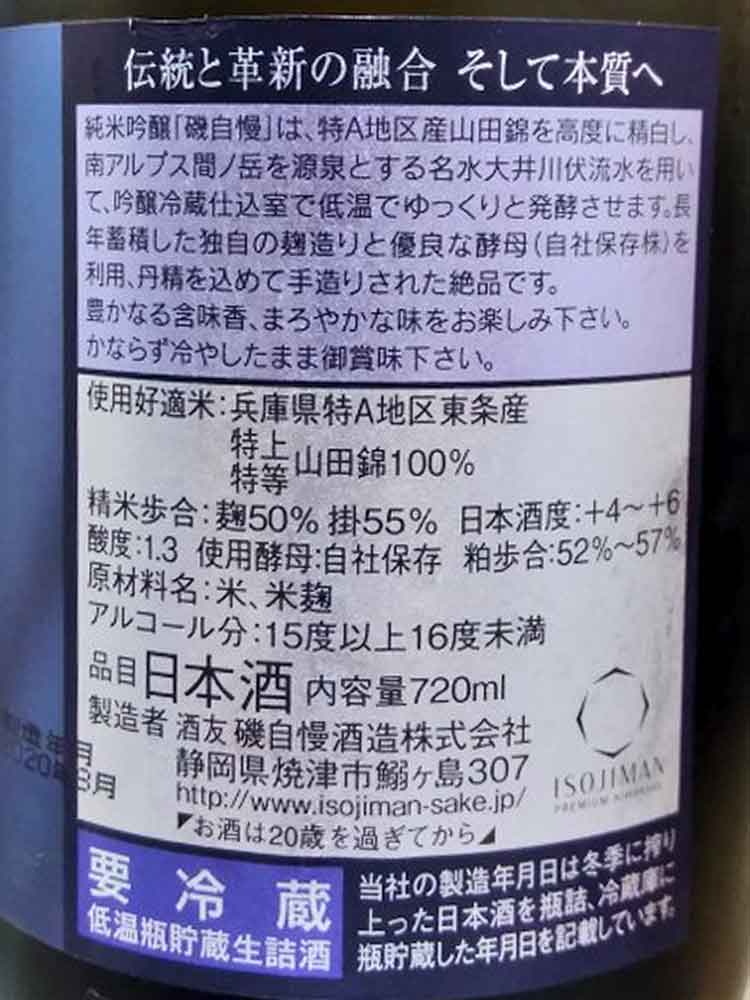 伝統と革新の融合 そして本質へ
純米吟醸「磯自慢」は、特A地区産山田錦を高度に精白し、
南アルプス間ノ岳を源泉とする名水大井川伏流水を用い
て、吟醸冷蔵仕込室で低温でゆっくりと発酵させます。長
年蓄積した独自の麹造りと優良な酵母(自社保存株)を
利用、丹精を込めて手造りされた絶品です。
豊かなる含味香、まろやかな味をお楽しみ下さい。
かならず冷やしたまま御賞味下さい。
使用好適米:兵庫県特A地区東条産
特上
特等
山田錦100%
精米歩合:麹50% 掛55% 日本酒度:+4~+6
酸度:1.3 使用酵母:自社保存 粕歩合:52%~57%
原材料名:米、米麹
アルコール分:15度以上16度未満
品目 日本酒 内容量720ml
製造者 酒友 磯自慢酒造株式会社
静岡県焼津市鰯ヶ島307
http://www.isojiman-sake.jp/
お酒は20歳を過ぎてから
ISOJIMAN
製造年月
2020年8月
要冷蔵
低温瓶貯蔵生詰酒
当社の製造年月日は冬季に搾り
上った日本酒を瓶詰、冷蔵庫に
瓶貯蔵した年月日を記載しています。